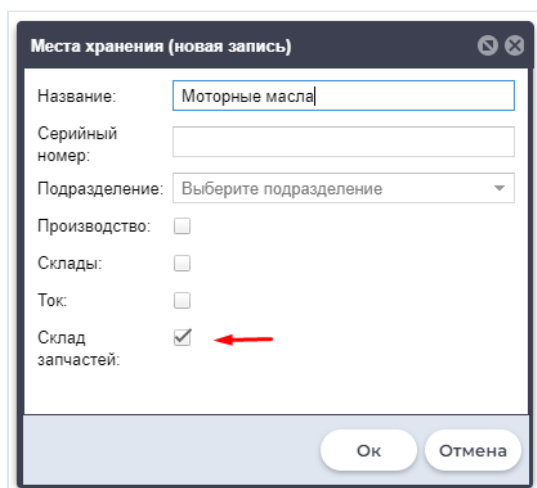 Места хранения (новая запись)
Название: Моторные масла
Серийный
номер:
Подразделение: Выберите подразделение
Производство:
Склады:
Ток:
Склад
запчастей:
Ок Отмена